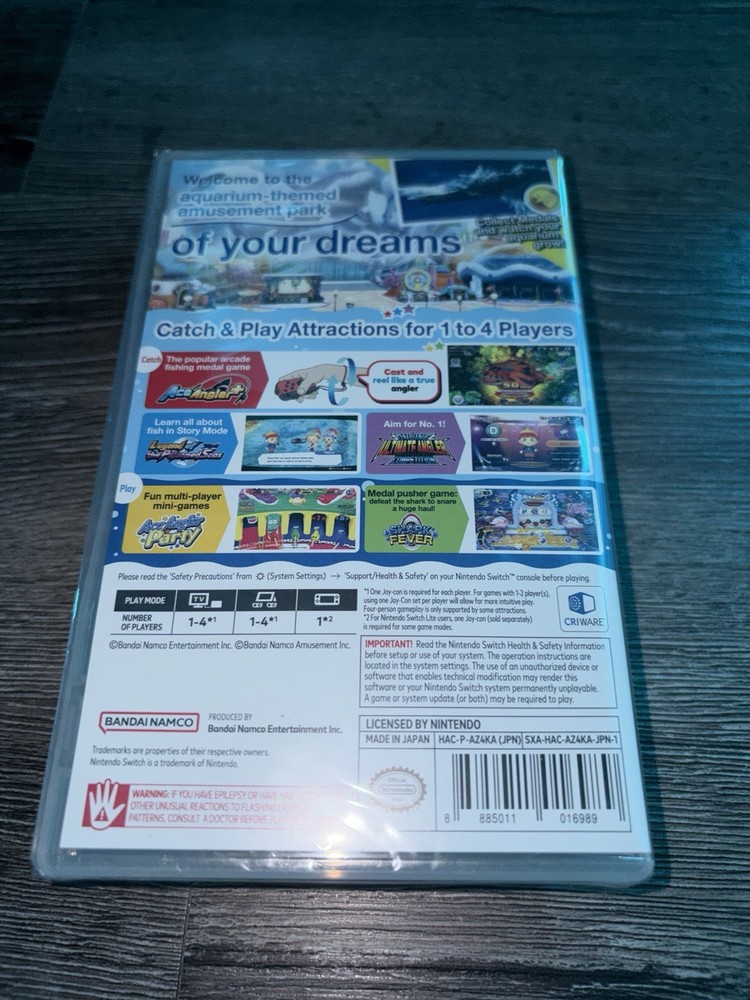 Welcome to the
aquarium-themed
amusement park
of your dreams
Collect Medals
and watch your
aquarium
grow!
Catch & Play Attractions for 1 to 4 Players
Catch
The popular arcade
fishing medal game
Ace Angler
Cast and
reel like a true
angler
Learn all about
fish in Story Mode
Legend of
the Poisoned Seas
Aim for No. 1!
ULTIMATE ANGLER
COMPETITION
Play
Fun multi-player
mini-games
Ace Angler
Party
Medal pusher game:
defeat the shark to snare
a huge haul!
SHARK
FEVER
Please read the 'Safety Precautions' from (System Settings) → 'Support/Health & Safety' on your Nintendo Switch™ console before playing.
PLAY MODE
TV
NUMBER
OF PLAYERS
1-4*1
1-4*1
1*2
*1 One Joy-con is required for each player. For games with 1-2 player(s),
using one Joy-Con set per player will allow for more intuitive play.
Four-person gameplay is only supported by some attractions.
*2 For Nintendo Switch Lite users, one Joy-con (sold separately)
is required for some game modes.
CRIWARE
©Bandai Namco Entertainment Inc. ©Bandai Namco Amusement Inc.
IMPORTANT! Read the Nintendo Switch Health & Safety Information
before setup or use of your system. The operation instructions are
located in the system settings. The use of an unauthorized device or
software that enables technical modification may render this
software or your Nintendo Switch system permanently unplayable.
A game or system update (or both) may be required to play.
BANDAI NAMCO
PRODUCED BY
Bandai Namco Entertainment Inc.
Trademarks are properties of their respective owners.
Nintendo Switch is a trademark of Nintendo.
LICENSED BY NINTENDO
MADE IN JAPAN
HAC-P-AZ4KA (JPN)
SXA-HAC-AZ4KA-JPN-1
WARNING: IF YOU HAVE EPILEPSY OR HAVE
OTHER UNUSUAL REACTIONS TO FLASHING
PATTERNS, CONSULT A DOCTOR BEFORE
Official
Nintendo
8 885011 016989